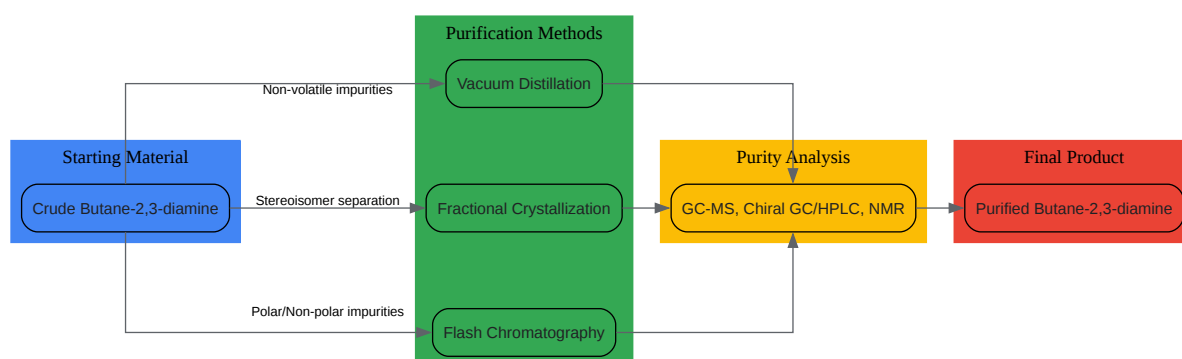 Purification Methods
Vacuum Distillation
Non-volatile impurities
Starting Material
Crude Butane-2,3-diamine
Stereoisomer separation
Fractional Crystallization
Purity Analysis
GC-MS, Chiral GC/HPLC, NMR
Final Product
Purified Butane-2,3-diamine
Polar/Non-polar impurities
Flash Chromatography